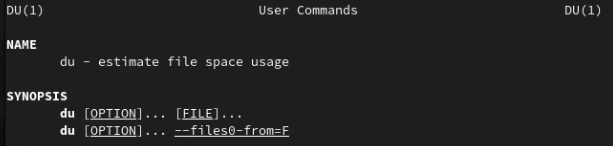 DU(1) User Commands DU(1)
NAME
du - estimate file space usage
SYNOPSIS
du [OPTION]... [FILE]...
du [OPTION]... --files0-from=F